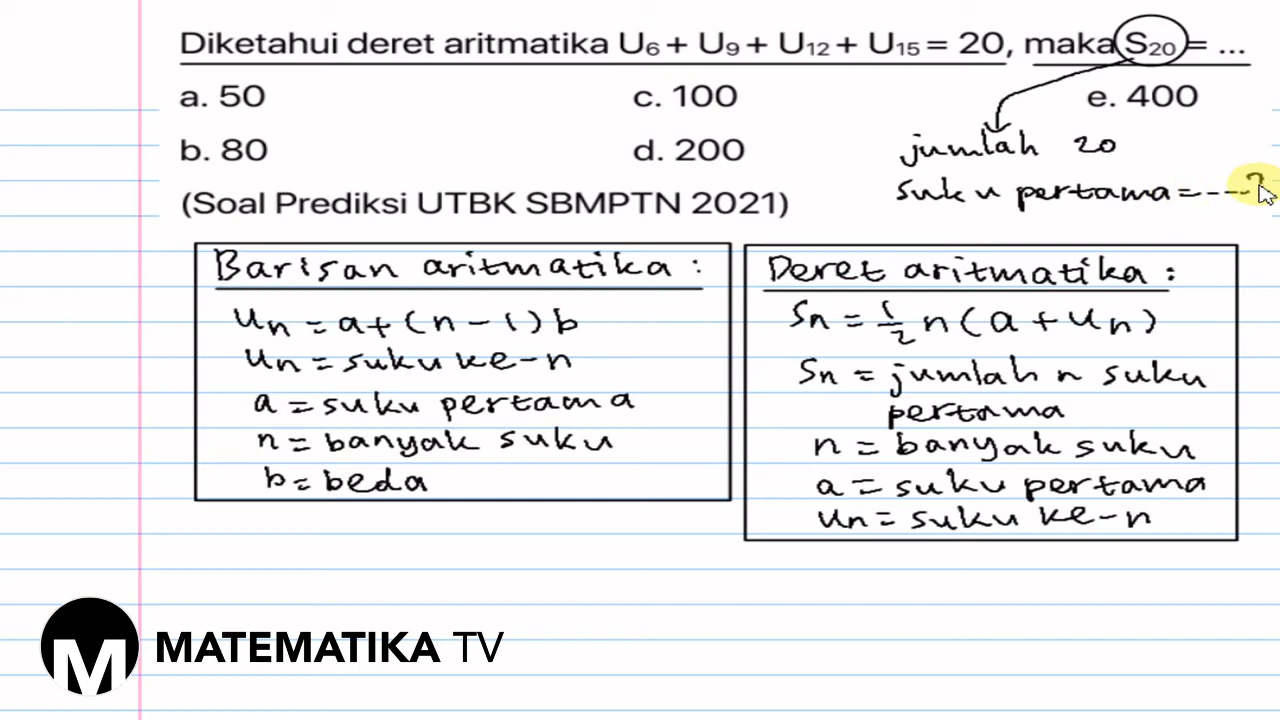 Diketahui deret aritmatika U₆ + U₉ + U₁₂ + U₁₅ = 20, maka S₂₀ = ...
a. 50 c. 100 e. 400
b. 80 d. 200
jumlah 20
suku pertama = ---?
(Soal Prediksi UTBK SBMPTN 2021)
Barisan aritmatika :
Un = a + (n - 1) b
Un = suku ke-n
a = suku pertama
n = banyak suku
b = beda
Deret aritmatika :
Sn = 1/2 n (a + Un)
Sn = jumlah n suku
pertama
n = banyak suku
a = suku pertama
Un = suku ke-n
M MATEMATIKA TV